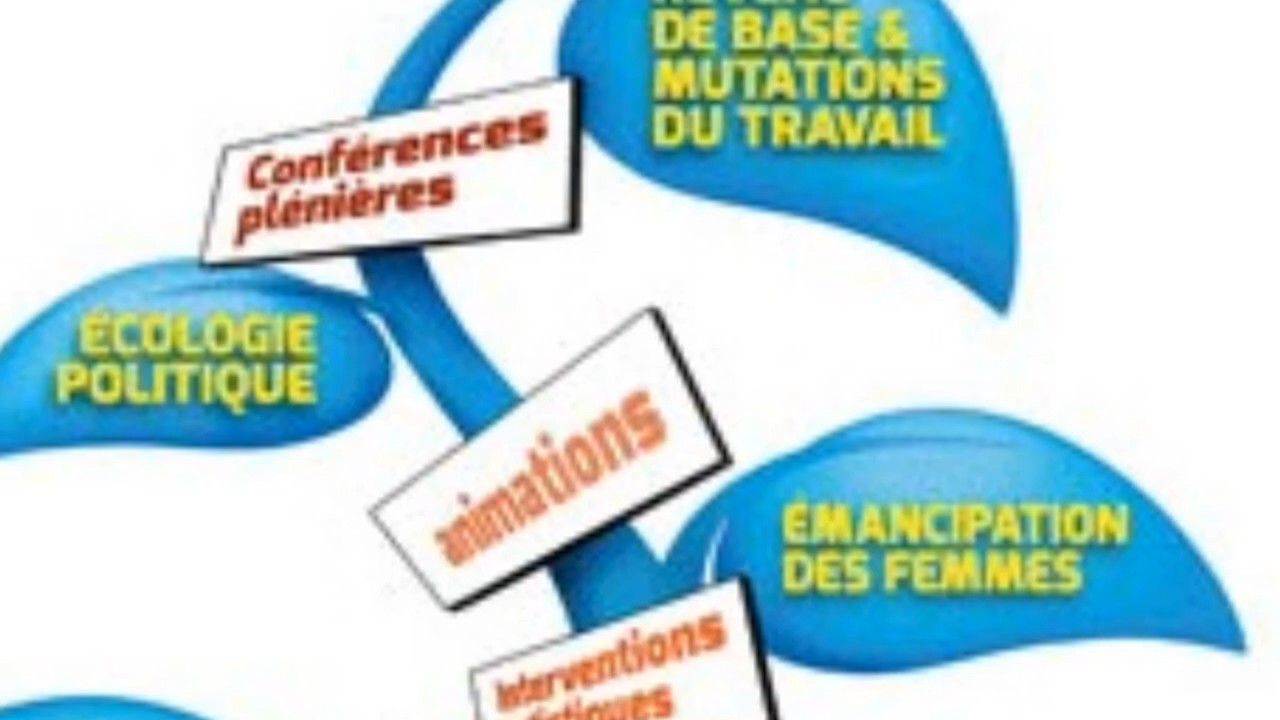 DE BASE &
MUTATIONS
DU TRAVAIL
Conférences
plénières
ÉCOLOGIE
POLITIQUE
animations
ÉMANCIPATION
DES FEMMES
Interventions